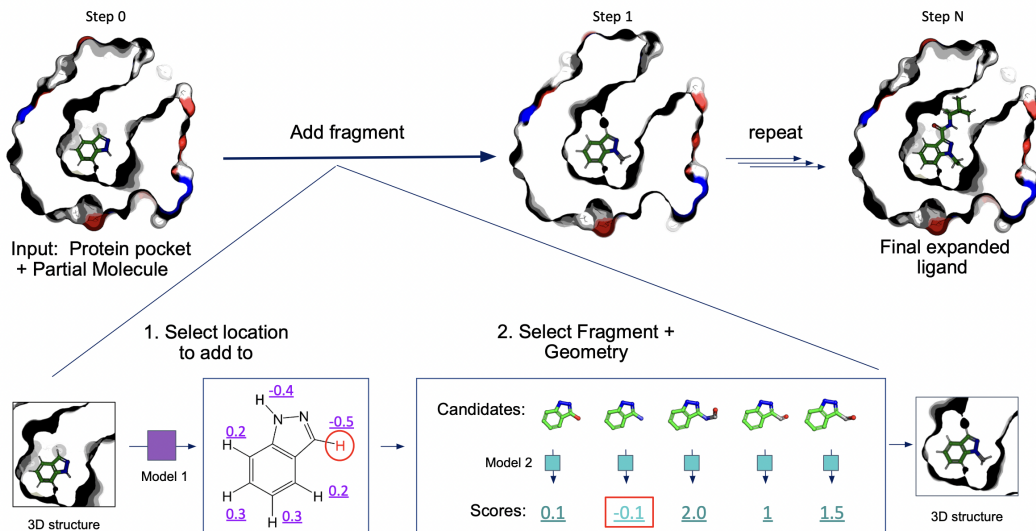 Step 0
Step 1
Step N
Add fragment
repeat
Input: Protein pocket
+ Partial Molecule
Final expanded
ligand
1. Select location
to add to
2. Select Fragment +
Geometry
3D structure
Model 1
H
-0.4
N
N
-0.5
H
0.2
H
H
0.2
H
0.3
H
0.3
Candidates:
Model 2
Scores:
0.1
-0.1
2.0
1
1.5
3D structure